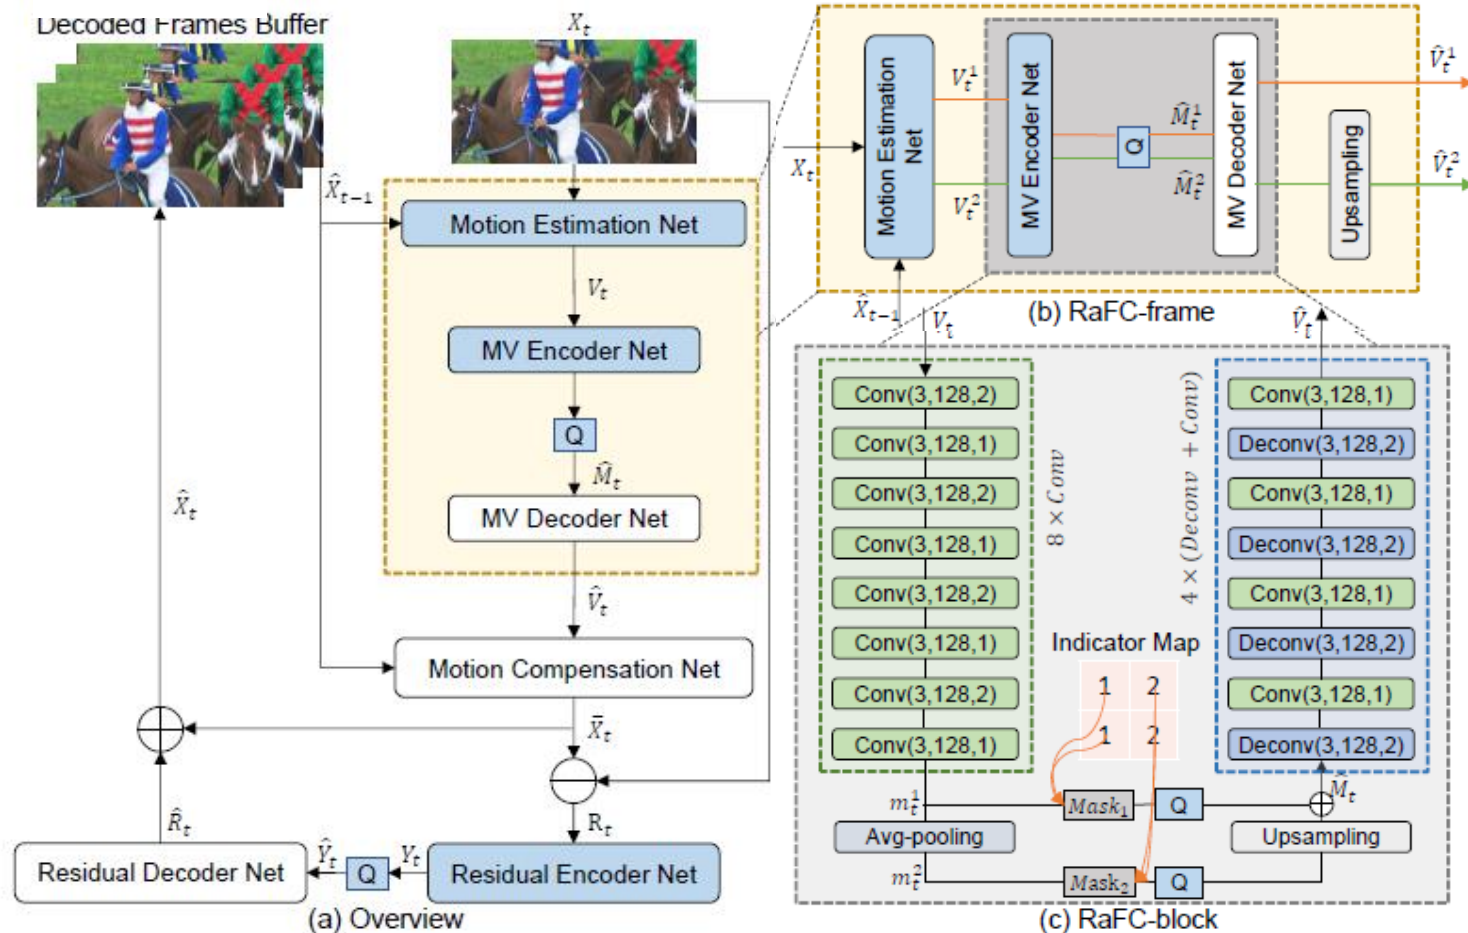 Decoded Frames Buffer
X_t
X̂_{t−1}
Motion Estimation Net
V_t
MV Encoder Net
Q
M̂_t
MV Decoder Net
V̂_t
Motion Compensation Net
X̂_t
X̄_t
R̂_t
R_t
Residual Decoder Net
Ŷ_t
Q
Y_t
Residual Encoder Net
(a) Overview
X_t
Motion Estimation Net
X̂_{t−1}
V_t^1
V_t^2
MV Encoder Net
Q
M̂_t^1
M̂_t^2
MV Decoder Net
Upsampling
V̂_t^1
V̂_t^2
(b) RaFC-frame
V_t
Conv(3,128,2)
Conv(3,128,1)
Conv(3,128,2)
Conv(3,128,1)
Conv(3,128,2)
Conv(3,128,1)
Conv(3,128,2)
Conv(3,128,1)
8 × Conv
m_t^1
Avg-pooling
m_t^2
Indicator Map
1 2
1 2
Mask_1
Q
Mask_2
Q
V̂_t
4 × (Deconv + Conv)
Conv(3,128,1)
Deconv(3,128,2)
Conv(3,128,1)
Deconv(3,128,2)
Conv(3,128,1)
Deconv(3,128,2)
Conv(3,128,1)
Deconv(3,128,2)
M̂_t
Upsampling
(c) RaFC-block